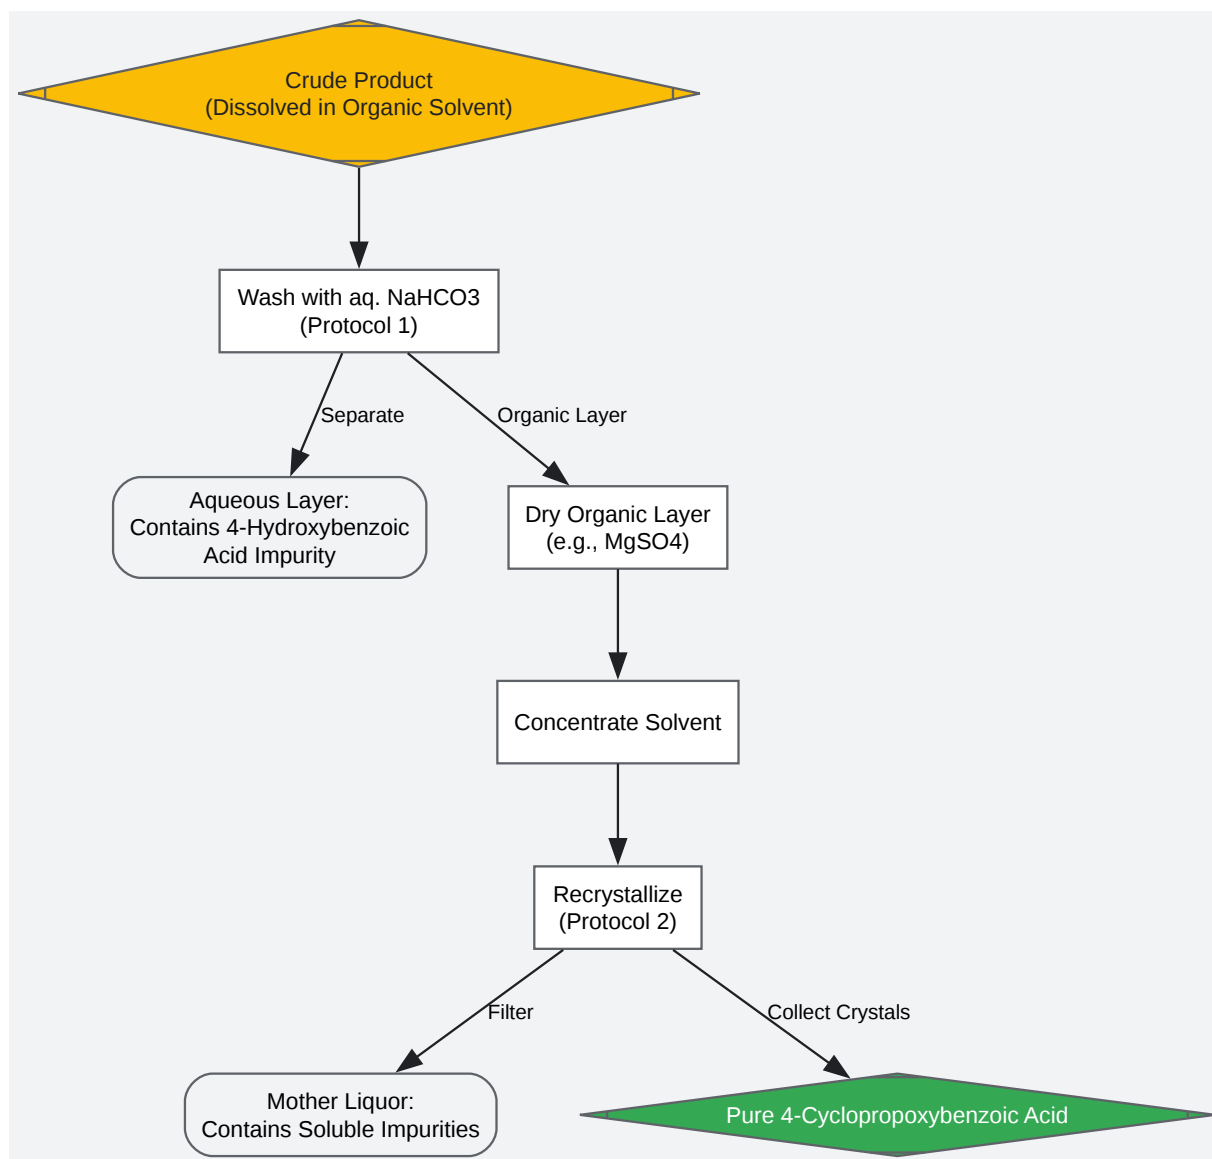 Crude Product
(Dissolved in Organic Solvent)
Wash with aq. NaHCO3
(Protocol 1)
Separate
Organic Layer
Aqueous Layer:
Contains 4-Hydroxybenzoic
Acid Impurity
Dry Organic Layer
(e.g., MgSO4)
Concentrate Solvent
Recrystallize
(Protocol 2)
Filter
Collect Crystals
Mother Liquor:
Contains Soluble Impurities
Pure 4-Cyclopropoxybenzoic Acid